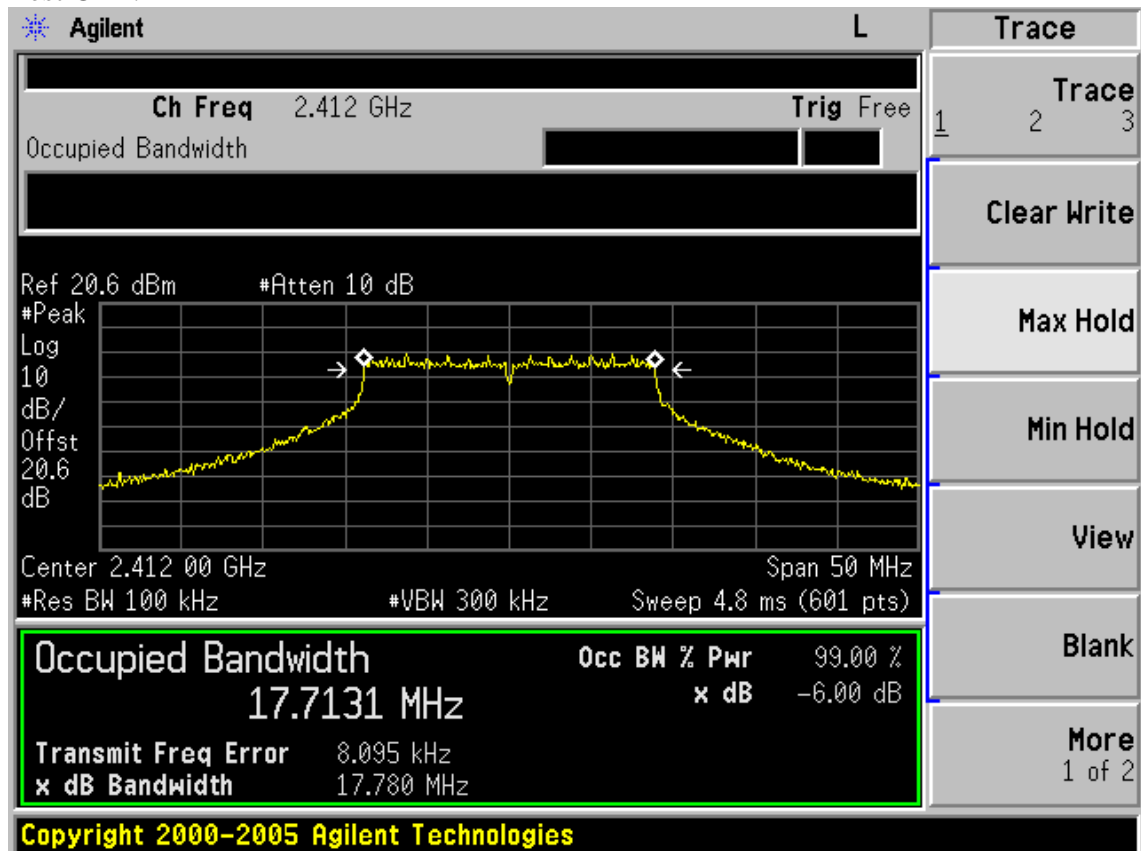 Agilent L Trace
Ch Freq 2.412 GHz Trig Free
Occupied Bandwidth
Trace
1 2 3
Clear Write
Max Hold
Min Hold
View
Blank
More
1 of 2
Ref 20.6 dBm #Atten 10 dB
#Peak
Log
10
dB/
Offst
20.6
dB
Center 2.412 00 GHz Span 50 MHz
#Res BW 100 kHz #VBW 300 kHz Sweep 4.8 ms (601 pts)
Occupied Bandwidth Occ BW % Pwr 99.00 %
17.7131 MHz x dB -6.00 dB
Transmit Freq Error 8.095 kHz
x dB Bandwidth 17.780 MHz
Copyright 2000-2005 Agilent Technologies